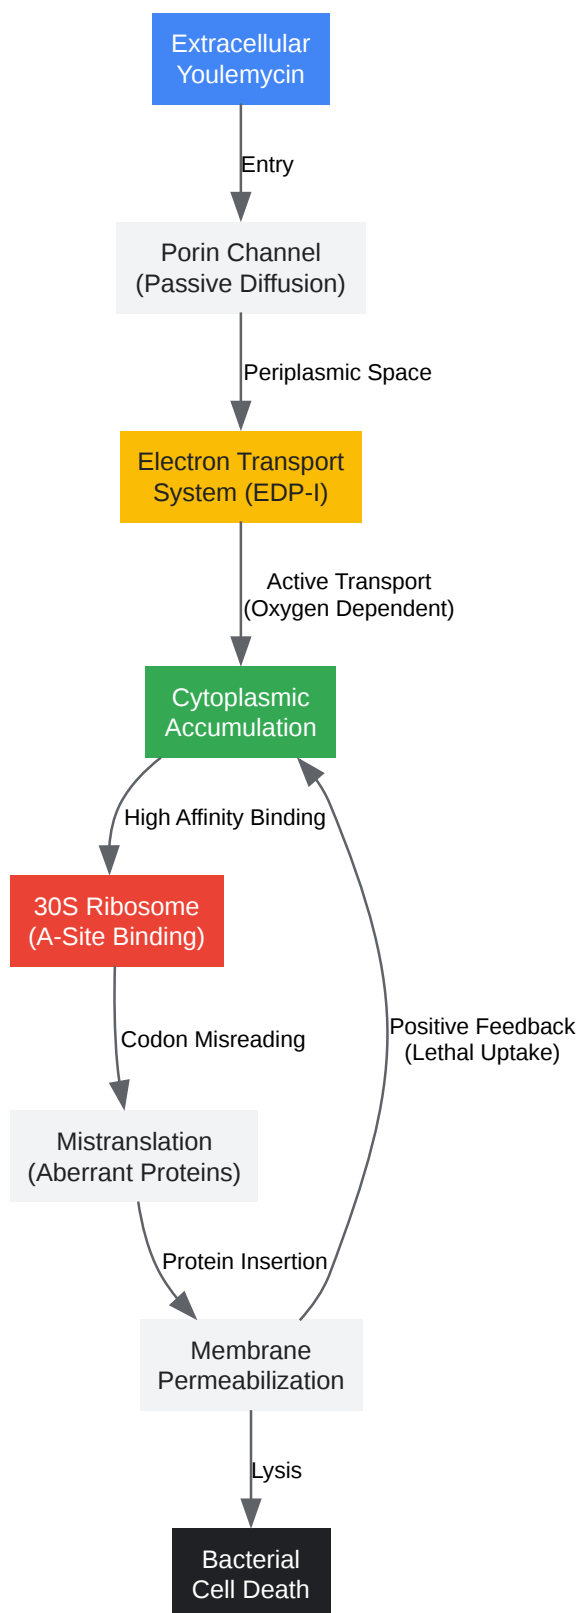 Extracellular
Youlemycin
Entry
Porin Channel
(Passive Diffusion)
Periplasmic Space
Electron Transport
System (EDP-I)
Active Transport
(Oxygen Dependent)
Cytoplasmic
Accumulation
High Affinity Binding
30S Ribosome
(A-Site Binding)
Positive Feedback
(Lethal Uptake)
Codon Misreading
Mistranslation
(Aberrant Proteins)
Protein Insertion
Membrane
Permeabilization
Lysis
Bacterial
Cell Death